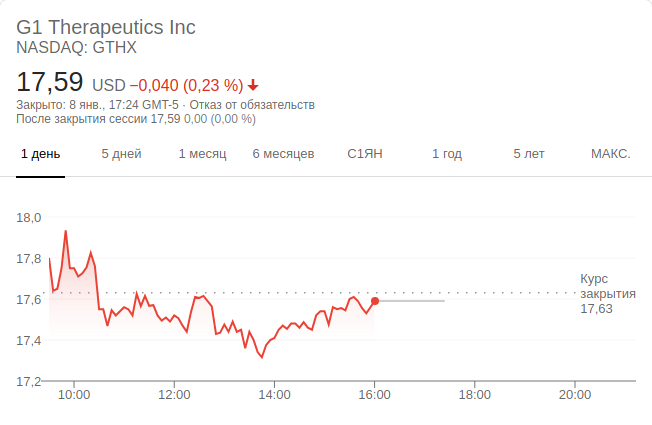 G1 Therapeutics Inc
NASDAQ: GTHX
17,59 USD −0,040 (0,23 %)
Закрыто: 8 янв., 17:24 GMT-5 · Отказ от обязательств
После закрытия сессии 17,59 0,00 (0,00 %)
1 день 5 дней 1 месяц 6 месяцев С1ЯН 1 год 5 лет МАКС.
18,0
17,8
Курс
17,6 закрытия
17,63
17,4
17,2
10:00 12:00 14:00 16:00 18:00 20:00